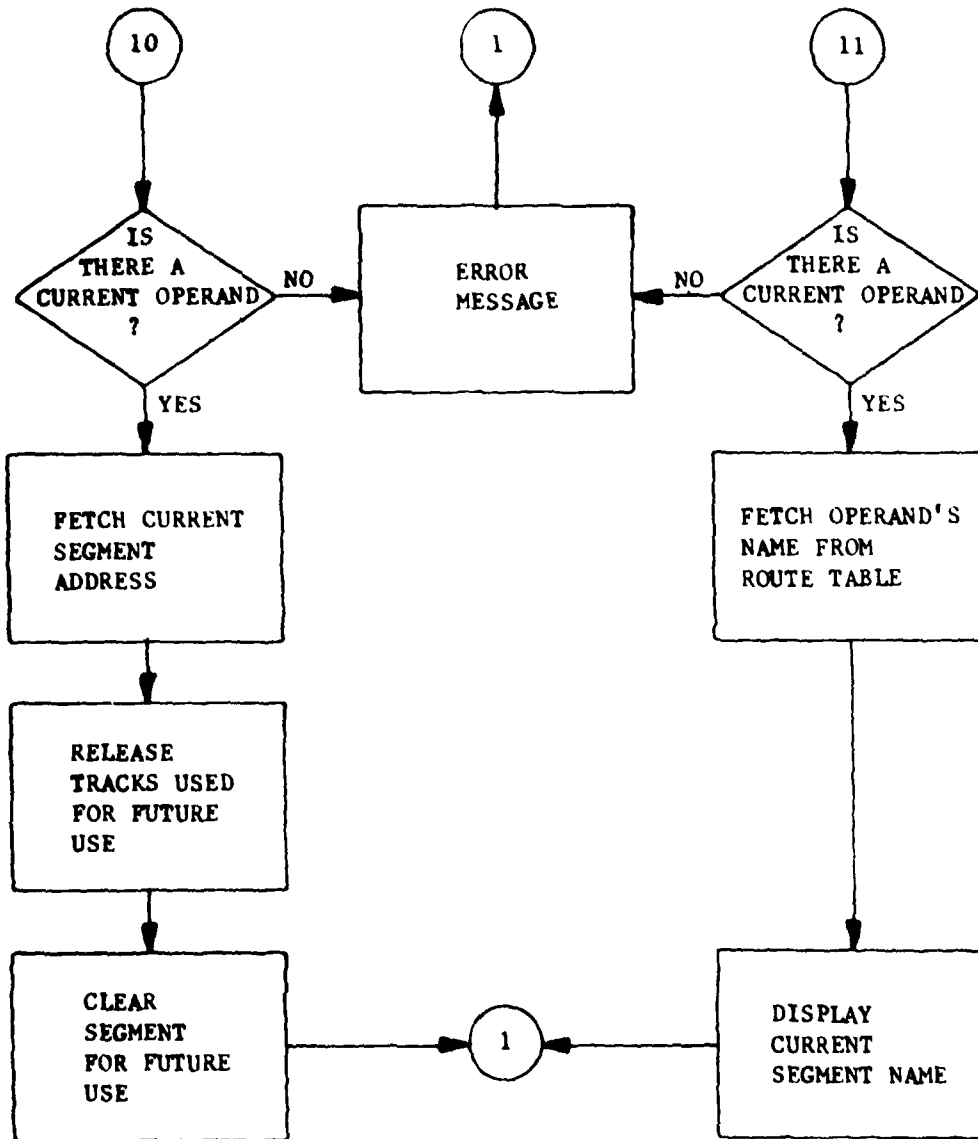 10
1
11
IS
THERE A
CURRENT OPERAND
?
NO
ERROR
MESSAGE
NO
IS
THERE A
CURRENT OPERAND
?
YES
YES
FETCH CURRENT
SEGMENT
ADDRESS
FETCH OPERAND'S
NAME FROM
ROUTE TABLE
RELEASE
TRACKS USED
FOR FUTURE
USE
CLEAR
SEGMENT
FOR FUTURE
USE
1
DISPLAY
CURRENT
SEGMENT NAME